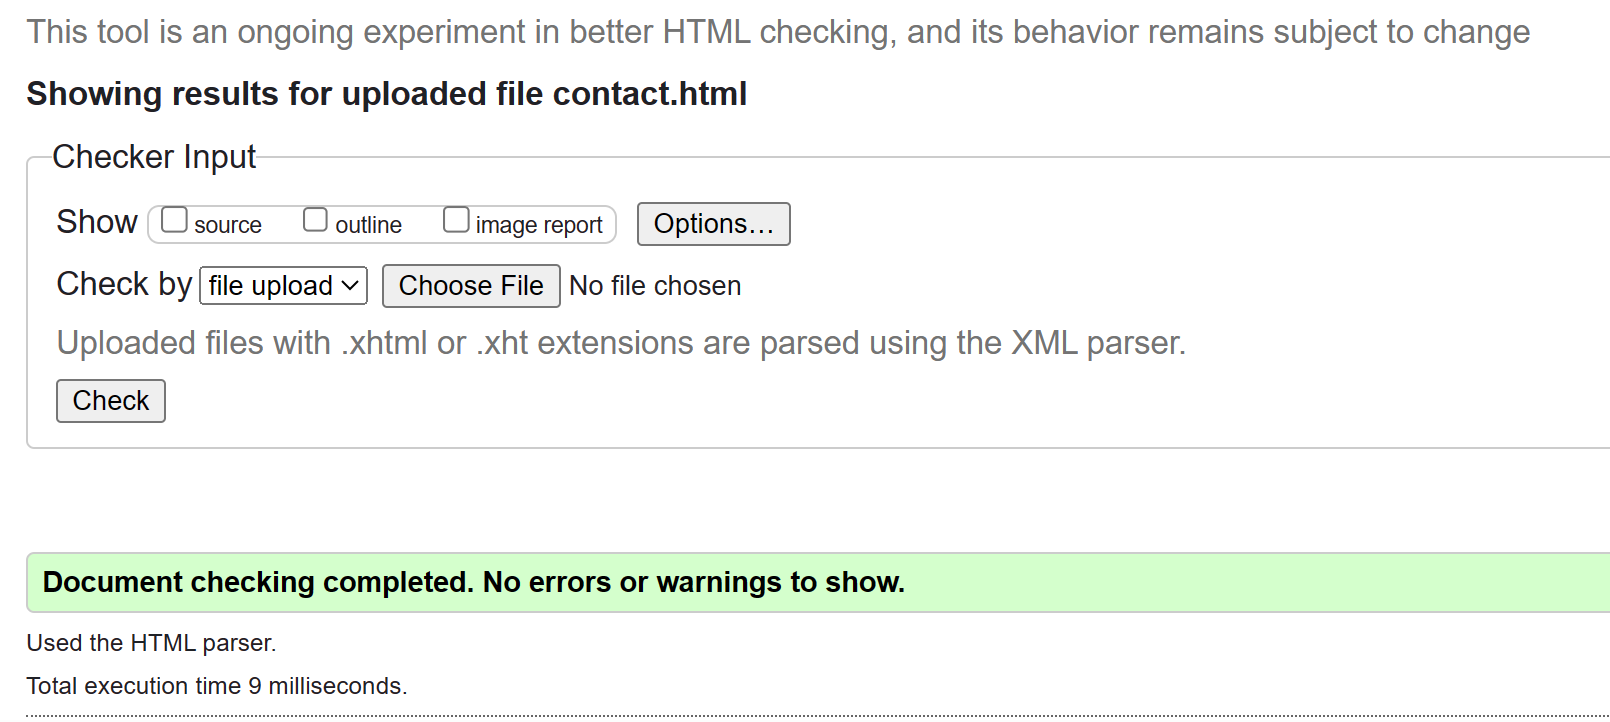 This tool is an ongoing experiment in better HTML checking, and its behavior remains subject to change
Showing results for uploaded file contact.html
Checker Input
Show source outline image report Options...
Check by file upload Choose File No file chosen
Uploaded files with .xhtml or .xht extensions are parsed using the XML parser.
Check
Document checking completed. No errors or warnings to show.
Used the HTML parser.
Total execution time 9 milliseconds.